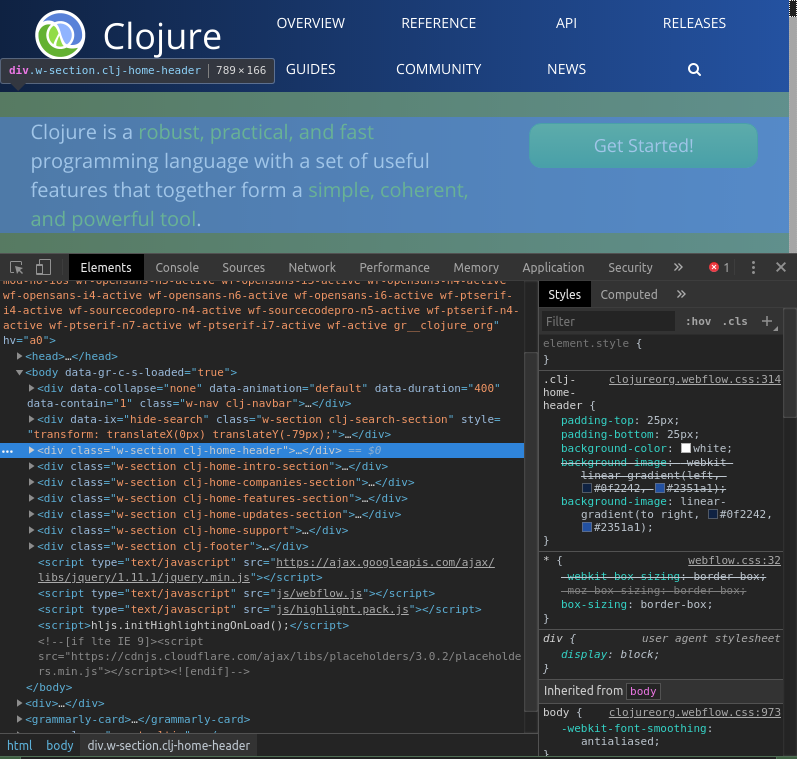 Clojure
OVERVIEW REFERENCE API RELEASES
GUIDES COMMUNITY NEWS
div.w-section.clj-home-header 789 × 166
Clojure is a robust, practical, and fast
programming language with a set of useful
features that together form a simple, coherent,
and powerful tool.
Get Started!
Elements Console Sources Network Performance Memory Application Security » 1
wf-opensans-i4-active wf-opensans-n6-active wf-opensans-i6-active wf-ptserif-
i4-active wf-sourcecodepro-n4-active wf-sourcecodepro-n5-active wf-ptserif-n4-
active wf-ptserif-n7-active wf-ptserif-i7-active wf-active gr__clojure_org"
hv="a0">
<head>…</head>
<body data-gr-c-s-loaded="true">
<div data-collapse="none" data-animation="default" data-duration="400"
data-contain="1" class="w-nav clj-navbar">…</div>
<div data-ix="hide-search" class="w-section clj-search-section" style=
"transform: translateX(0px) translateY(-79px);">…</div>
<div class="w-section clj-home-header">…</div> == $0
<div class="w-section clj-home-intro-section">…</div>
<div class="w-section clj-home-companies-section">…</div>
<div class="w-section clj-home-features-section">…</div>
<div class="w-section clj-home-updates-section">…</div>
<div class="w-section clj-home-support">…</div>
<div class="w-section clj-footer">…</div>
<script type="text/javascript" src="https://ajax.googleapis.com/ajax/
libs/jquery/1.11.1/jquery.min.js"></script>
<script type="text/javascript" src="js/webflow.js"></script>
<script type="text/javascript" src="js/highlight.pack.js"></script>
<script>hljs.initHighlightingOnLoad();</script>
<!--[if lte IE 9]><script
src="https://cdnjs.cloudflare.com/ajax/libs/placeholders/3.0.2/placeholde
rs.min.js"></script><![endif]-->
</body>
<div>…</div>
<grammarly-card>…</grammarly-card>
html body div.w-section.clj-home-header
Styles Computed »
Filter :hov .cls +
element.style {
}
.clj- clojureorg.webflow.css:314
home-
header {
padding-top: 25px;
padding-bottom: 25px;
background-color: white;
background-image: -webkit-
linear-gradient(left,
#0f2242, #2351a1);
background-image: linear-
gradient(to right, #0f2242,
#2351a1);
}
* { webflow.css:32
-webkit-box-sizing: border-box;
-moz-box-sizing: border-box;
box-sizing: border-box;
}
div { user agent stylesheet
display: block;
}
Inherited from body
body { clojureorg.webflow.css:973
-webkit-font-smoothing:
antialiased;